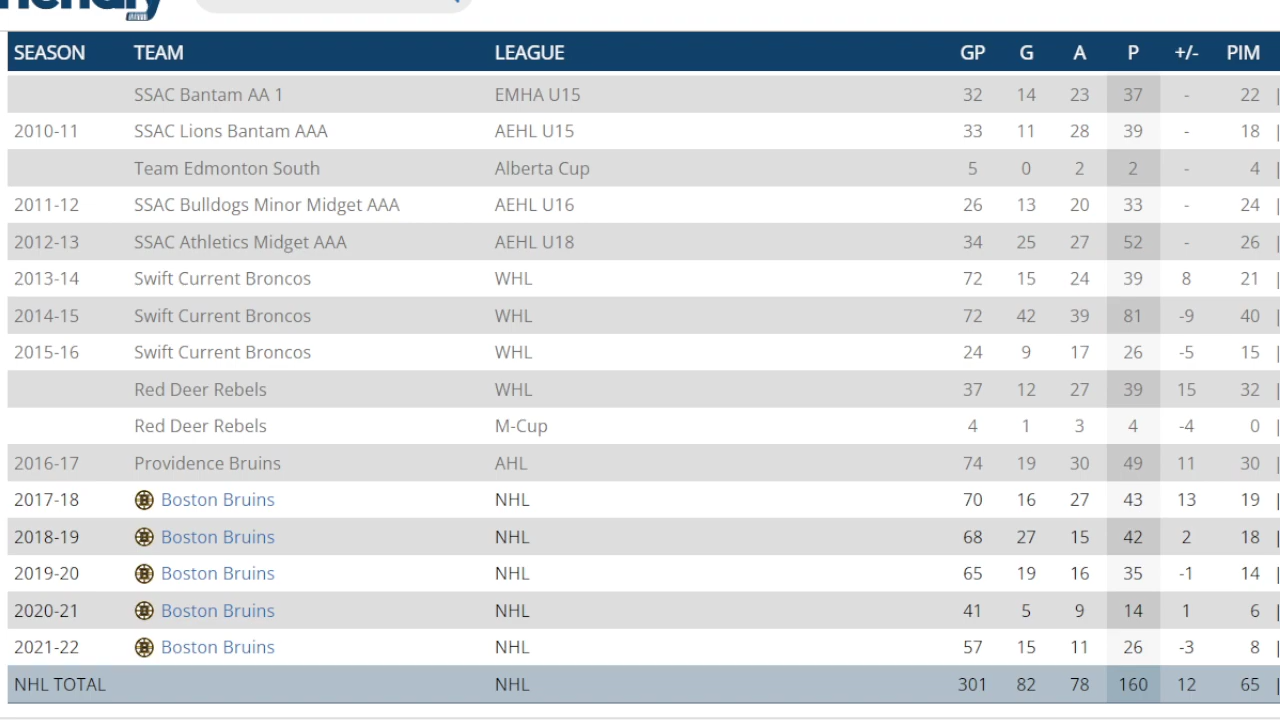 SEASON TEAM LEAGUE GP G A P +/- PIM
SSAC Bantam AA 1 EMHA U15 32 14 23 37 - 22
2010-11 SSAC Lions Bantam AAA AEHL U15 33 11 28 39 - 18
Team Edmonton South Alberta Cup 5 0 2 2 - 4
2011-12 SSAC Bulldogs Minor Midget AAA AEHL U16 26 13 20 33 - 24
2012-13 SSAC Athletics Midget AAA AEHL U18 34 25 27 52 - 26
2013-14 Swift Current Broncos WHL 72 15 24 39 8 21
2014-15 Swift Current Broncos WHL 72 42 39 81 -9 40
2015-16 Swift Current Broncos WHL 24 9 17 26 -5 15
Red Deer Rebels WHL 37 12 27 39 15 32
Red Deer Rebels M-Cup 4 1 3 4 -4 0
2016-17 Providence Bruins AHL 74 19 30 49 11 30
2017-18 Boston Bruins NHL 70 16 27 43 13 19
2018-19 Boston Bruins NHL 68 27 15 42 2 18
2019-20 Boston Bruins NHL 65 19 16 35 -1 14
2020-21 Boston Bruins NHL 41 5 9 14 1 6
2021-22 Boston Bruins NHL 57 15 11 26 -3 8
NHL TOTAL NHL 301 82 78 160 12 65